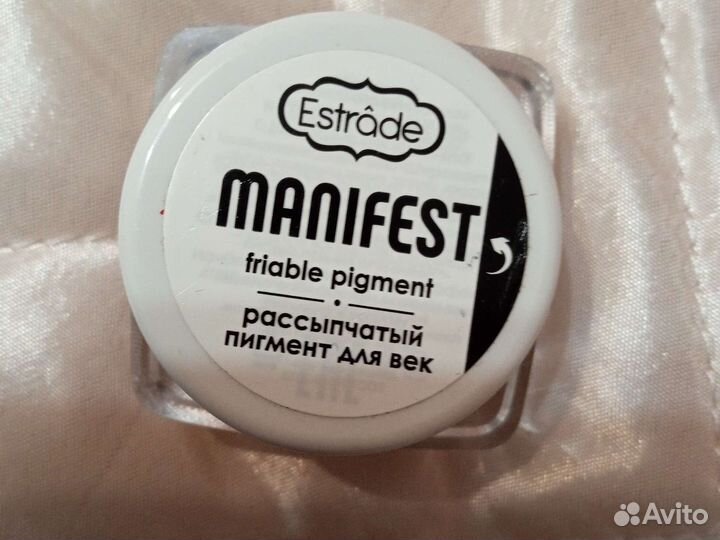 Estrâde
MANIFEST
friable pigment
рассыпчатый
пигмент для век
Avito